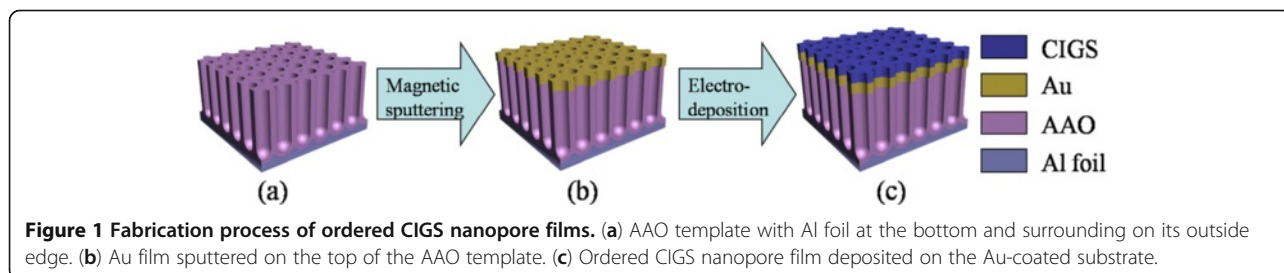 Magnetic
sputtering
Electro-
deposition
CIGS
Au
AAO
Al foil
(a)
(b)
(c)
Figure 1 Fabrication process of ordered CIGS nanopore films. (a) AAO template with Al foil at the bottom and surrounding on its outside
edge. (b) Au film sputtered on the top of the AAO template. (c) Ordered CIGS nanopore film deposited on the Au-coated substrate.